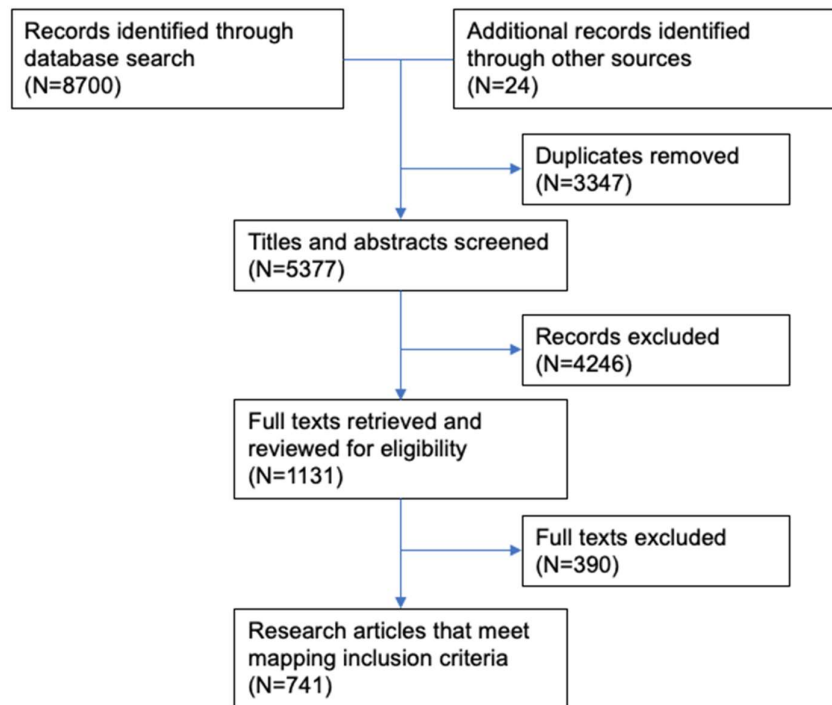 Records identified through
database search
(N=8700)
Additional records identified
through other sources
(N=24)
Duplicates removed
(N=3347)
Titles and abstracts screened
(N=5377)
Records excluded
(N=4246)
Full texts retrieved and
reviewed for eligibility
(N=1131)
Full texts excluded
(N=390)
Research articles that meet
mapping inclusion criteria
(N=741)